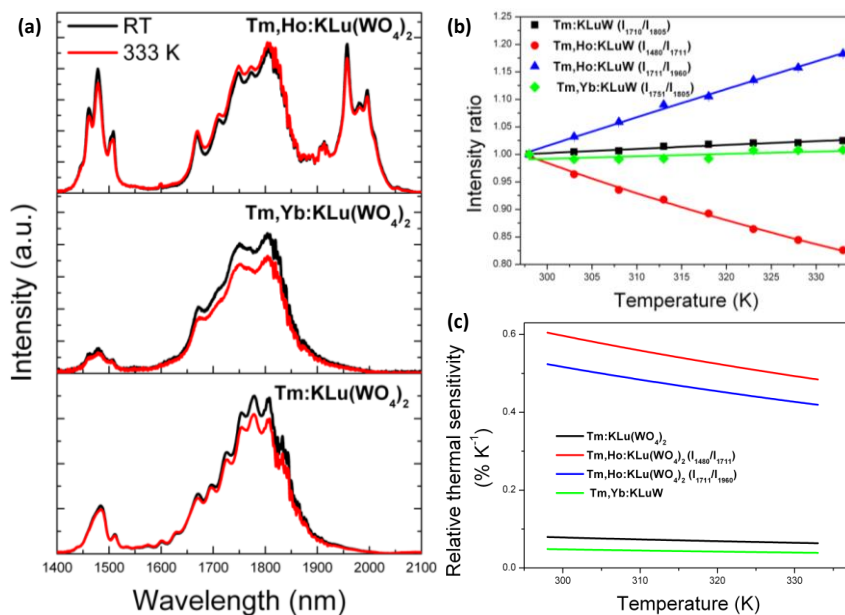 (a)
RT
333 K
Tm,Ho:KLu(WO₄)₂
Tm,Yb:KLu(WO₄)₂
Tm:KLu(WO₄)₂
Intensity (a.u.)
1400 1500 1600 1700 1800 1900 2000 2100
Wavelength (nm)
(b)
Tm:KLuW (I₁₇₁₀/I₁₈₀₅)
Tm,Ho:KLuW (I₁₄₈₀/I₁₇₁₁)
Tm,Ho:KLuW (I₁₇₁₁/I₁₉₆₀)
Tm,Yb:KLuW (I₁₇₅₁/I₁₈₀₅)
Intensity ratio
1.25
1.20
1.15
1.10
1.05
1.00
0.95
0.90
0.85
0.80
300 305 310 315 320 325 330
Temperature (K)
(c)
Relative thermal sensitivity
(% K⁻¹)
0.6
0.4
0.2
0.0
Tm:KLu(WO₄)₂
Tm,Ho:KLu(WO₄)₂ (I₁₄₈₀/I₁₇₁₁)
Tm,Ho:KLu(WO₄)₂ (I₁₇₁₁/I₁₉₆₀)
Tm,Yb:KLuW
300 310 320 330
Temperature (K)